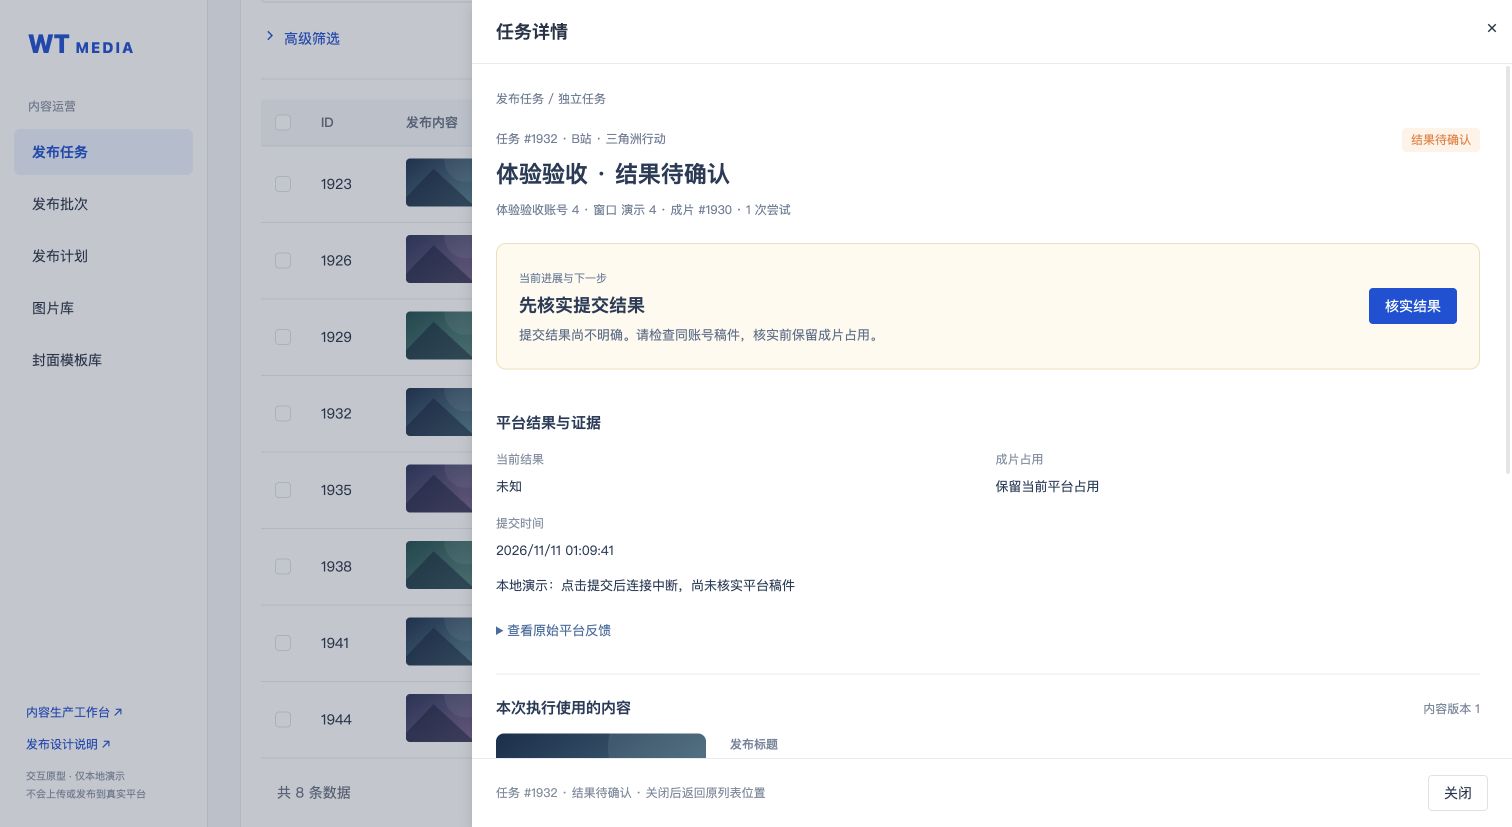 WT MEDIA
内容运营
发布任务
发布批次
发布计划
图片库
封面模板库
内容生产工作台 ↗
发布设计说明 ↗
交互原型 · 仅本地演示
不会上传或发布到真实平台
高级筛选
ID 发布内容
1923
1926
1929
1932
1935
1938
1941
1944
共 8 条数据
任务详情 ×
发布任务 / 独立任务
任务 #1932 · B站 · 三角洲行动
结果待确认
体验验收 · 结果待确认
体验验收账号 4 · 窗口 演示 4 · 成片 #1930 · 1 次尝试
当前进展与下一步
先核实提交结果
提交结果尚不明确。请检查同账号稿件，核实前保留成片占用。
核实结果
平台结果与证据
当前结果
未知
成片占用
保留当前平台占用
提交时间
2026/11/11 01:09:41
本地演示：点击提交后连接中断，尚未核实平台稿件
查看原始平台反馈
本次执行使用的内容
内容版本 1
发布标题
任务 #1932 · 结果待确认 · 关闭后返回原列表位置
关闭